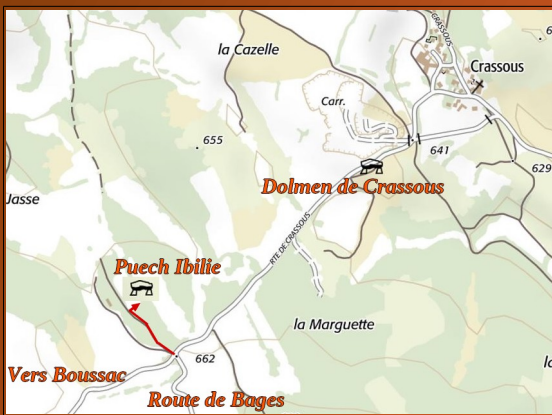 la Cazelle
CRASSOUS
Crassous
Carr.
655
641
Dolmen de Crassous
629
Jasse
RTE DE CRASSOUS
Puech Ibilie
la Marguette
662
Vers Boussac
Route de Bages